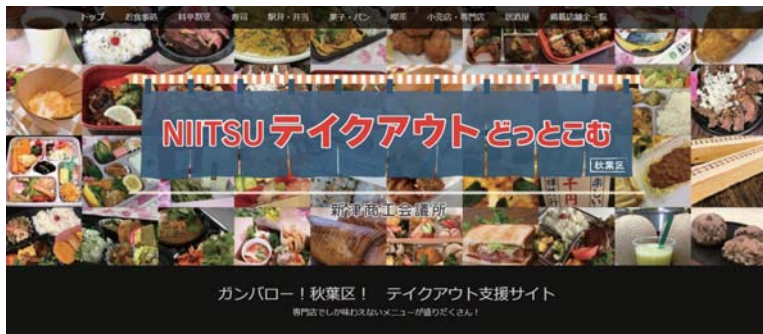 トップ お食事処 料亭割烹 寿司 駅弁・弁当 菓子・パン 喫茶 小売店・専門店 居酒屋 掲載店舗全一覧
NIITSU テイクアウト どっとこむ
秋葉区
新津商工会議所
ガンバロー！秋葉区！　テイクアウト支援サイト
専門店でしか味わえないメニューが盛りだくさん！